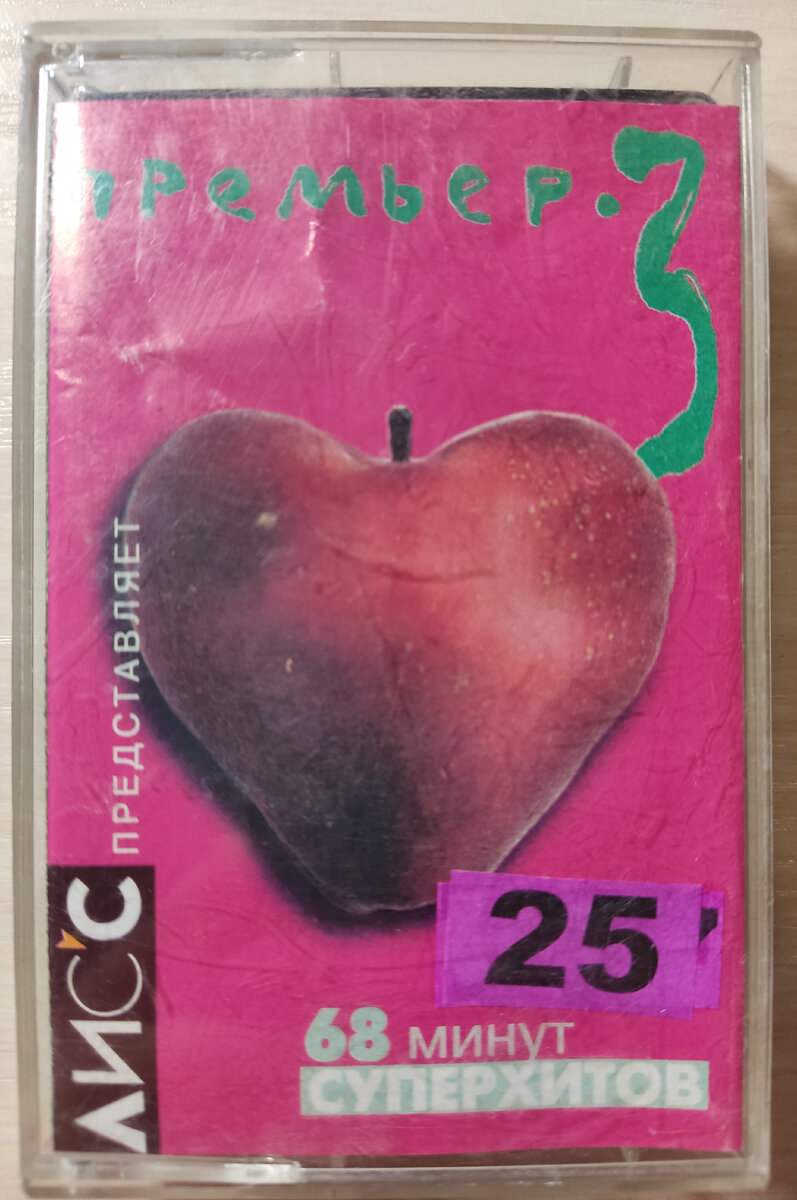 премьер. 3
ПРЕДСТАВЛЯЕТ
ЛИС'С
25
68 минут
СУПЕРХИТОВ